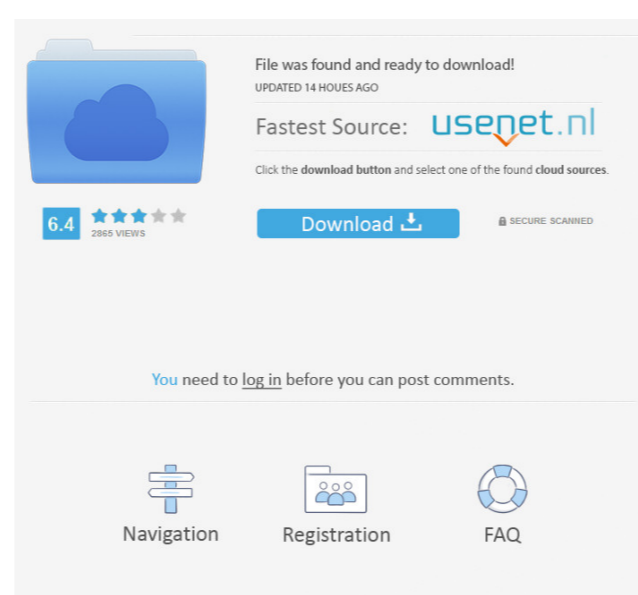 File was found and ready to download!
UPDATED 14 HOUES AGO
Fastest Source: usenet.nl
Click the download button and select one of the found cloud sources.
6.4
2865 VIEWS
Download
SECURE SCANNED
You need to log in before you can post comments.
Navigation
Registration
FAQ